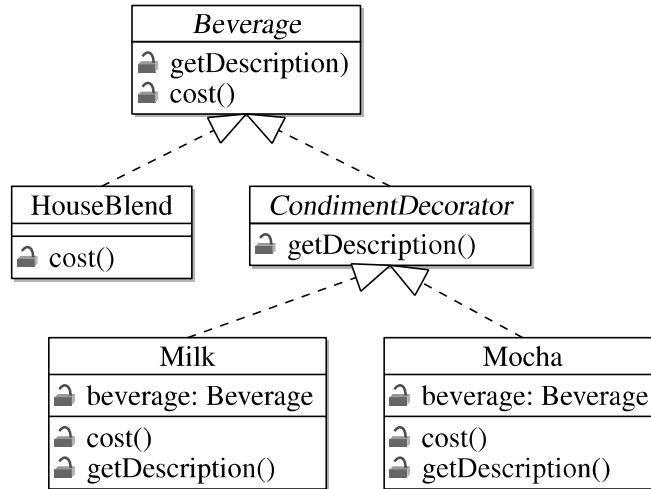 Beverage
getDescription)
cost()
HouseBlend
cost()
CondimentDecorator
getDescription()
Milk
beverage: Beverage
cost()
getDescription()
Mocha
beverage: Beverage
cost()
getDescription()